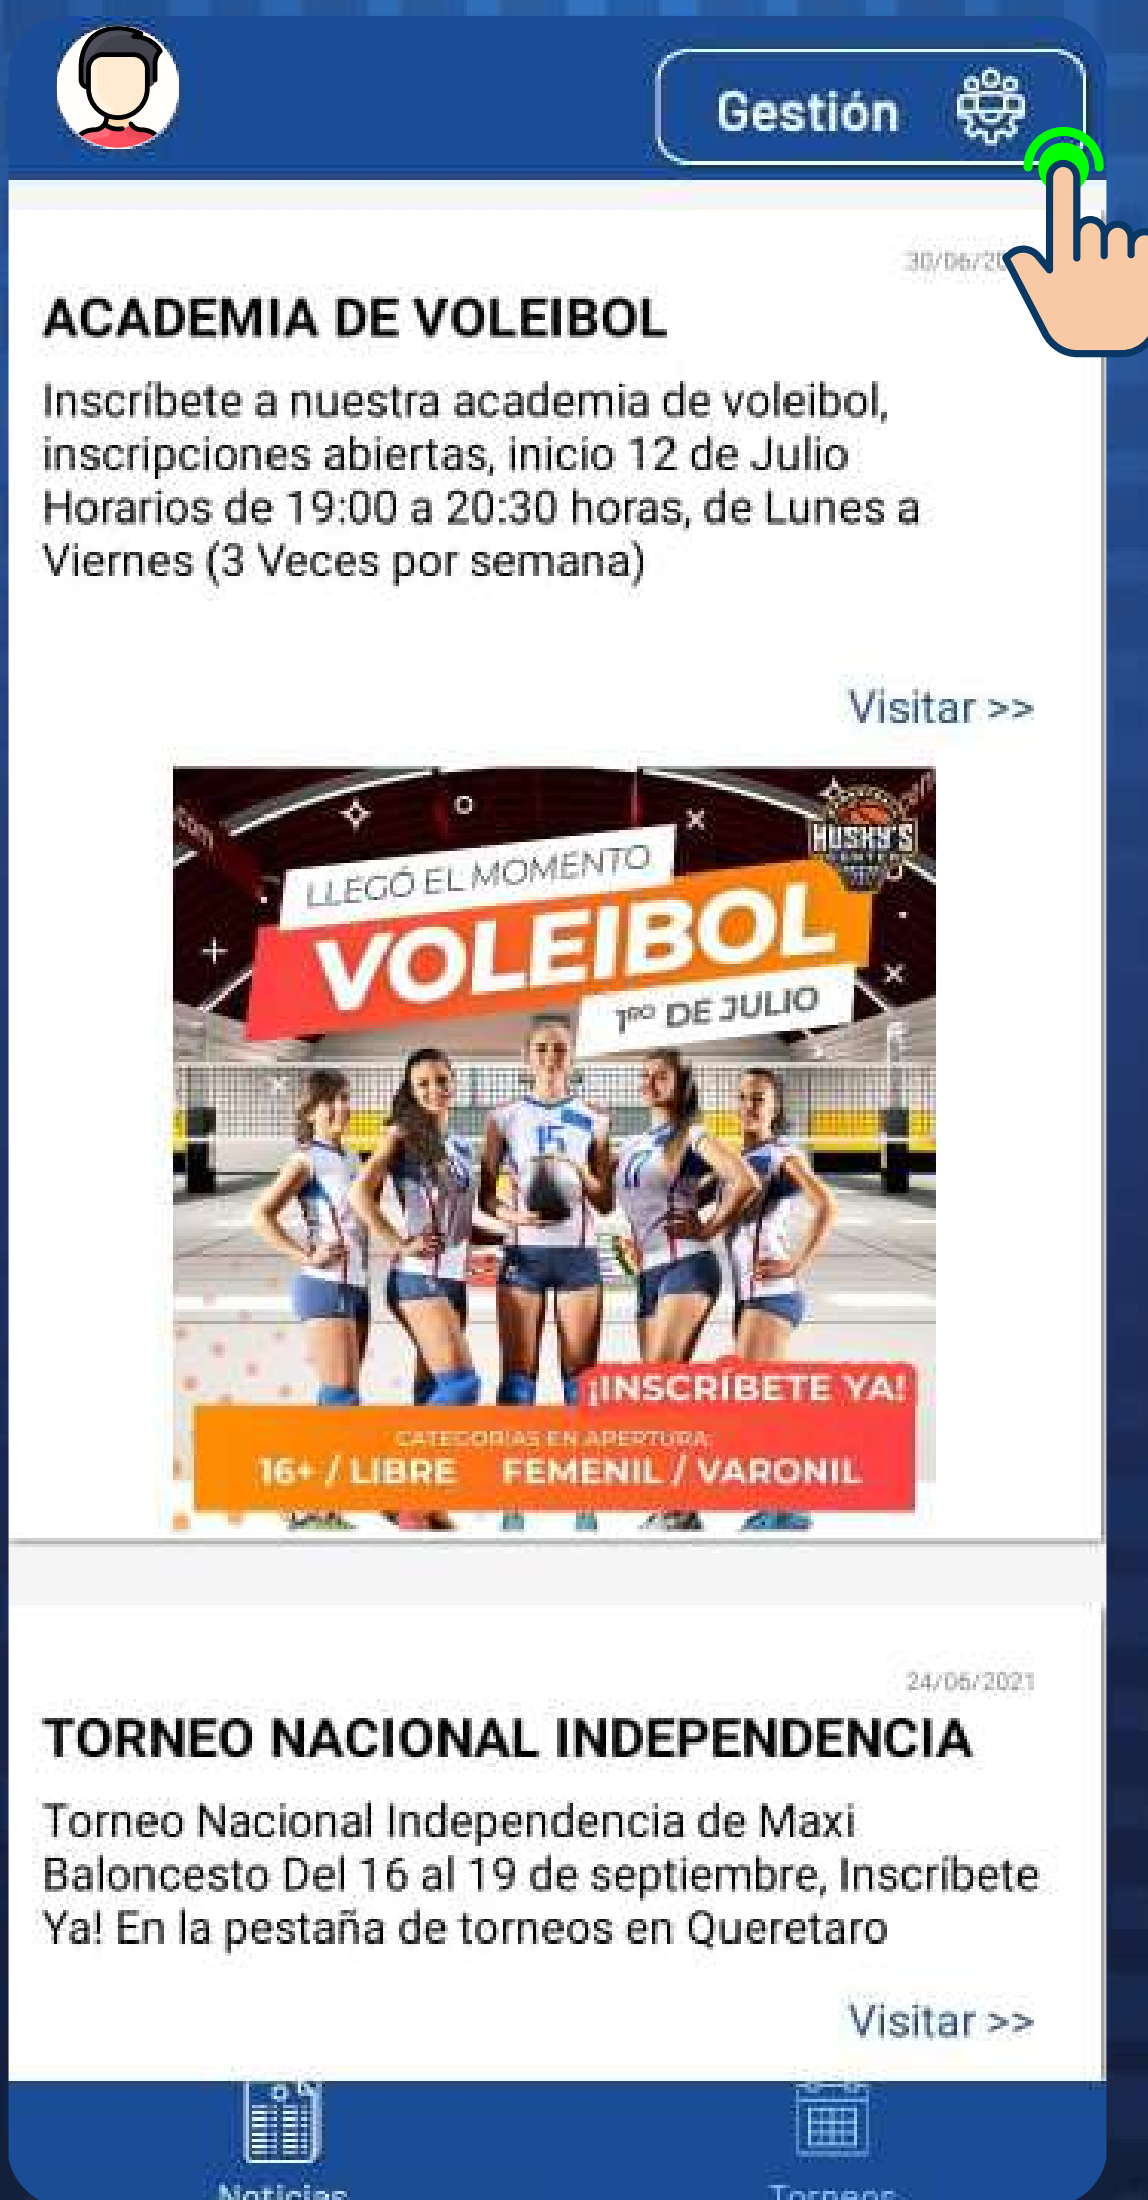 Gestión
ACADEMIA DE VOLEIBOL
Inscríbete a nuestra academia de voleibol,
inscripciones abiertas, inicio 12 de Julio
Horarios de 19:00 a 20:30 horas, de Lunes a
Viernes (3 Veces por semana)
Visitar >>
HUSKY'S
LLEGÓ EL MOMENTO
VOLEIBOL
1RO DE JULIO
15
¡INSCRÍBETE YA!
CATEGORIAS EN APERTURA:
16+ / LIBRE FEMENIL / VARONIL
24/06/2021
TORNEO NACIONAL INDEPENDENCIA
Torneo Nacional Independencia de Maxi
Baloncesto Del 16 al 19 de septiembre, Inscríbete
Ya! En la pestaña de torneos en Queretaro
Visitar >>
Noticias Torneos